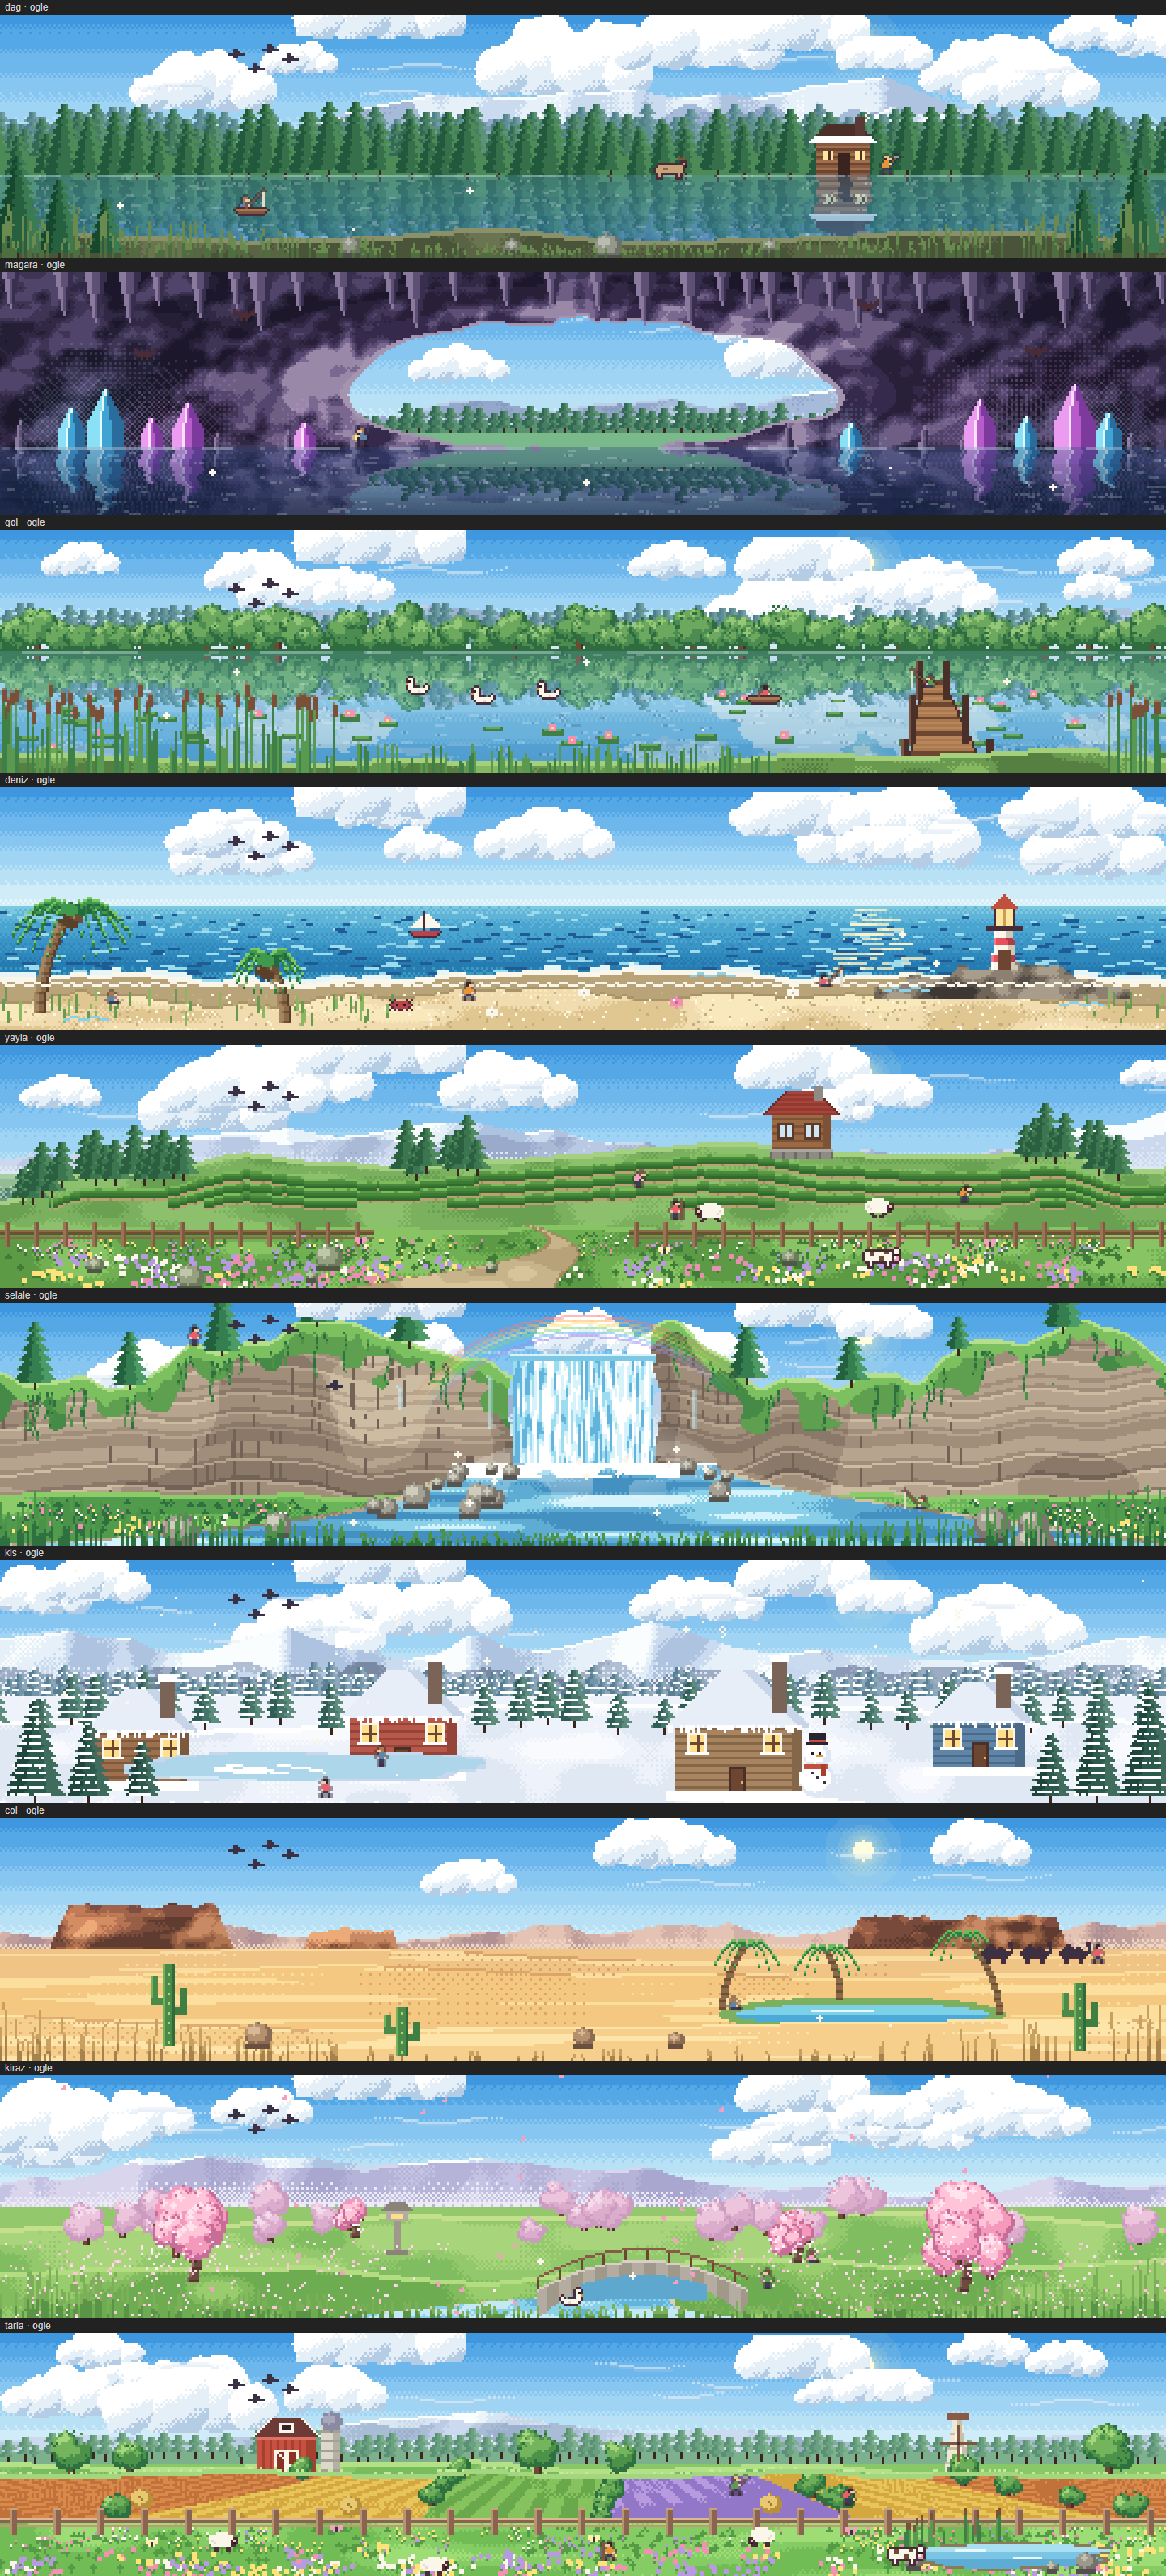 dag · ogle
magara · ogle
gol · ogle
deniz · ogle
yayla · ogle
selale · ogle
kis · ogle
col · ogle
kiraz · ogle
tarla · ogle